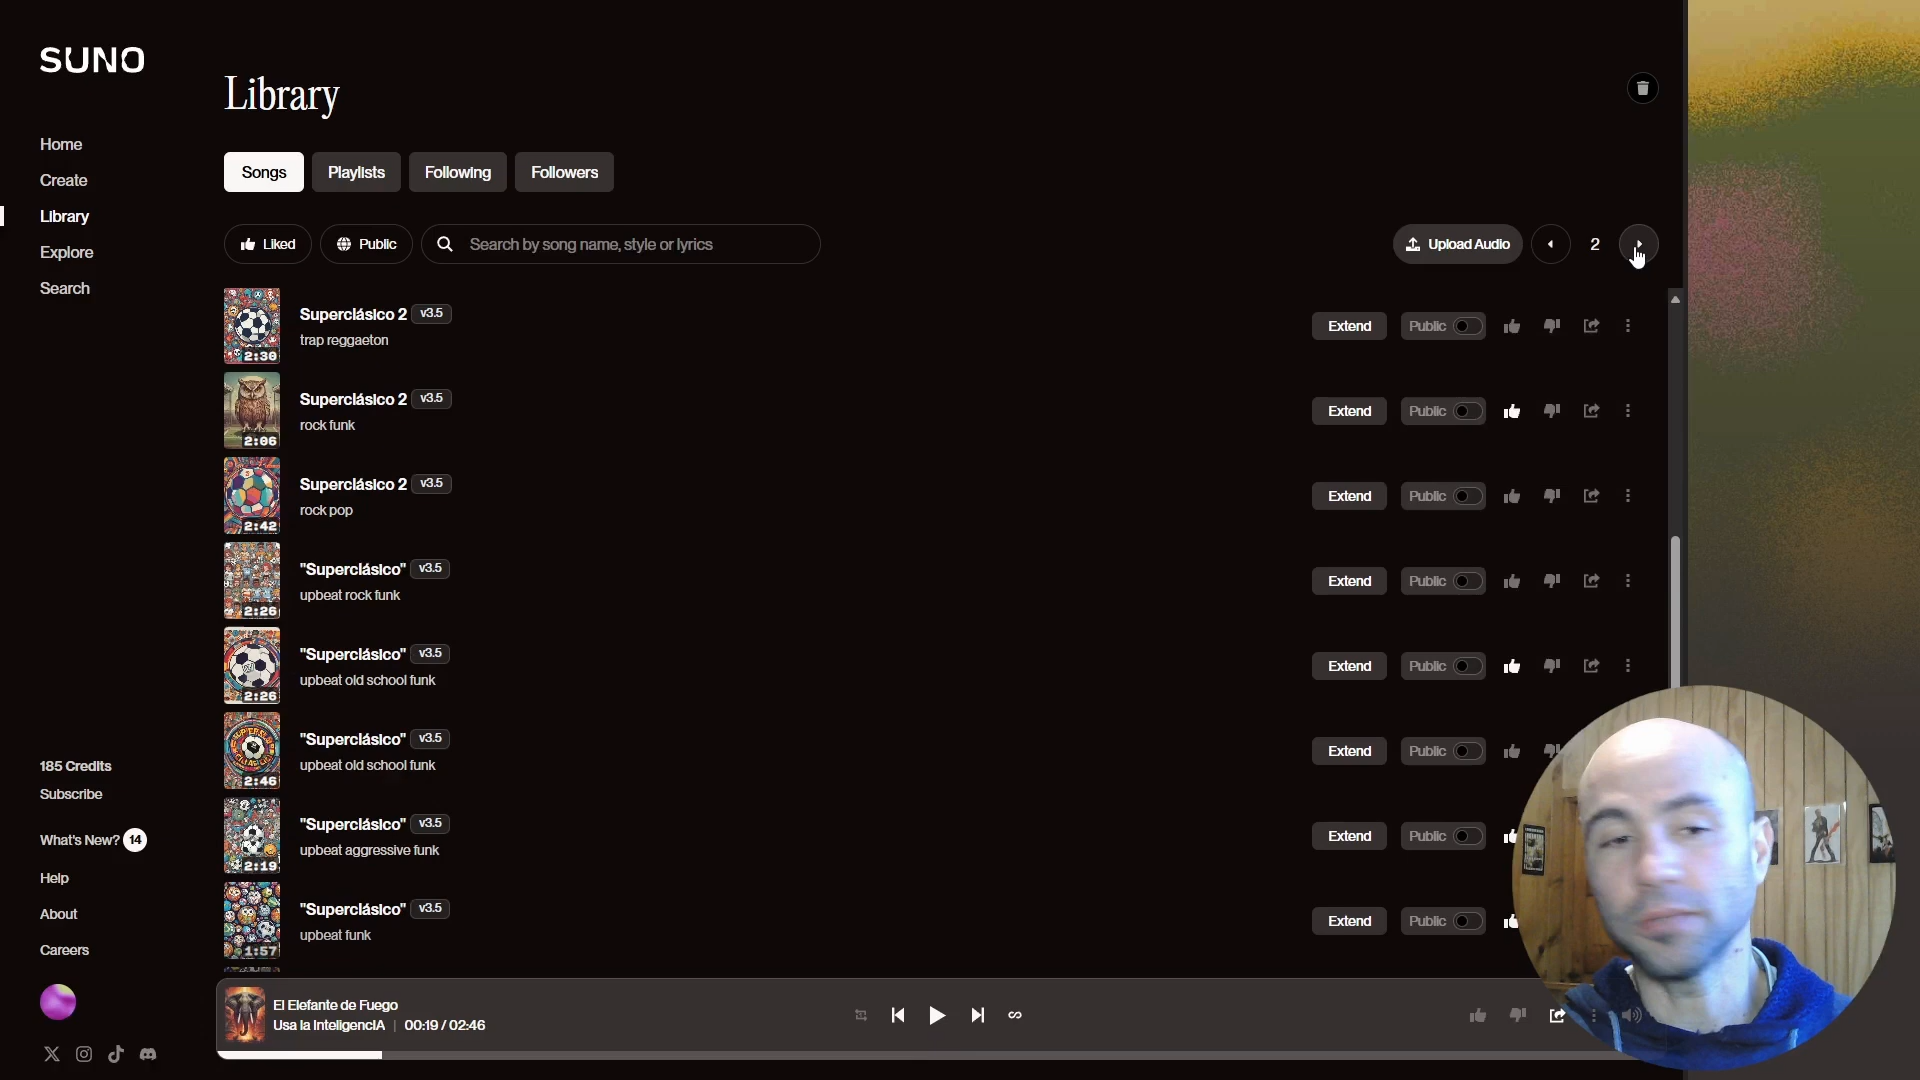 SUNO
Home
Create
Library
Explore
Search
185 Credits
Subscribe
What's New? 14
Help
About
Careers
Library
Songs Playlists Following Followers
Liked Public Search by song name, style or lyrics Upload Audio 2
2:30
Superclásico 2 v3.5
trap reggaeton
Extend Public
2:06
Superclásico 2 v3.5
rock funk
Extend Public
2:42
Superclásico 2 v3.5
rock pop
Extend Public
2:26
"Superclásico" v3.5
upbeat rock funk
Extend Public
2:26
"Superclásico" v3.5
upbeat old school funk
Extend Public
2:46
"Superclásico" v3.5
upbeat old school funk
Extend Public
2:19
"Superclásico" v3.5
upbeat aggressive funk
Extend Public
1:57
"Superclásico" v3.5
upbeat funk
Extend Public
El Elefante de Fuego
Usa la InteligencIA | 00:19 / 02:46